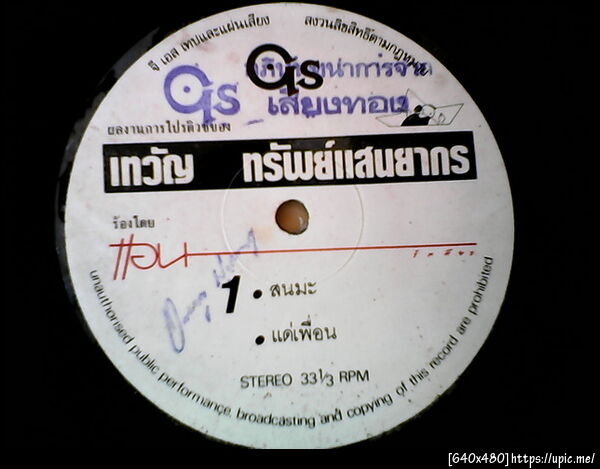 จี เอส เทปและแผ่นเสียง
สงวนลิขสิทธิ์ตามกฎหมาย
GS
GS
เสียงทอง
ผลงานการโปรดิวซ์ของ
เทวัญ ทรัพย์แสนยากร
ร้องโดย
แอน
1 • สนมะ
• แด่เพื่อน
STEREO 33 1/3 RPM
unauthorised public performance, broadcasting and copying of this record are prohibited
[640x480]https://upic.me/